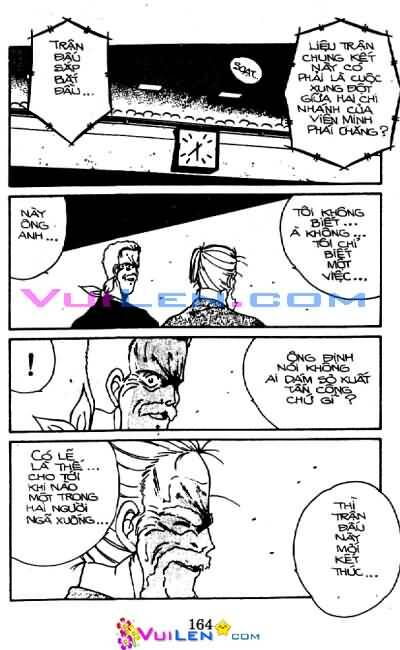 TRẬN
ĐẤU
SẮP
BẮT
ĐẦU...
SOẠT..
LIỆU TRẬN
CHUNG KẾT
NÀY CÓ
PHẢI LÀ CUỘC
XUNG ĐỘT
GIỮA HAI CHI
NHÁNH CỦA
VIÊN MINH
PHÁI CHĂNG?
NÀY
ÔNG
ANH...
TÔI KHÔNG
BIẾT...
À KHÔNG...
TÔI CHỈ
BIẾT
MỘT
VIỆC...
VUILEN.COM
!
ÔNG ĐỊNH
NÓI KHÔNG
AI DÁM SƠ XUẤT
TẤN CÔNG
CHỨ GÌ?
CÓ LẼ
LÀ THẾ...
CHO TỚI
KHI NÀO
MỘT TRONG
HAI NGƯỜI
NGÃ XUỐNG...
THÌ
TRẬN
ĐẤU
NÀY
MỚI
KẾT
THÚC...
164
VUILEN.COM